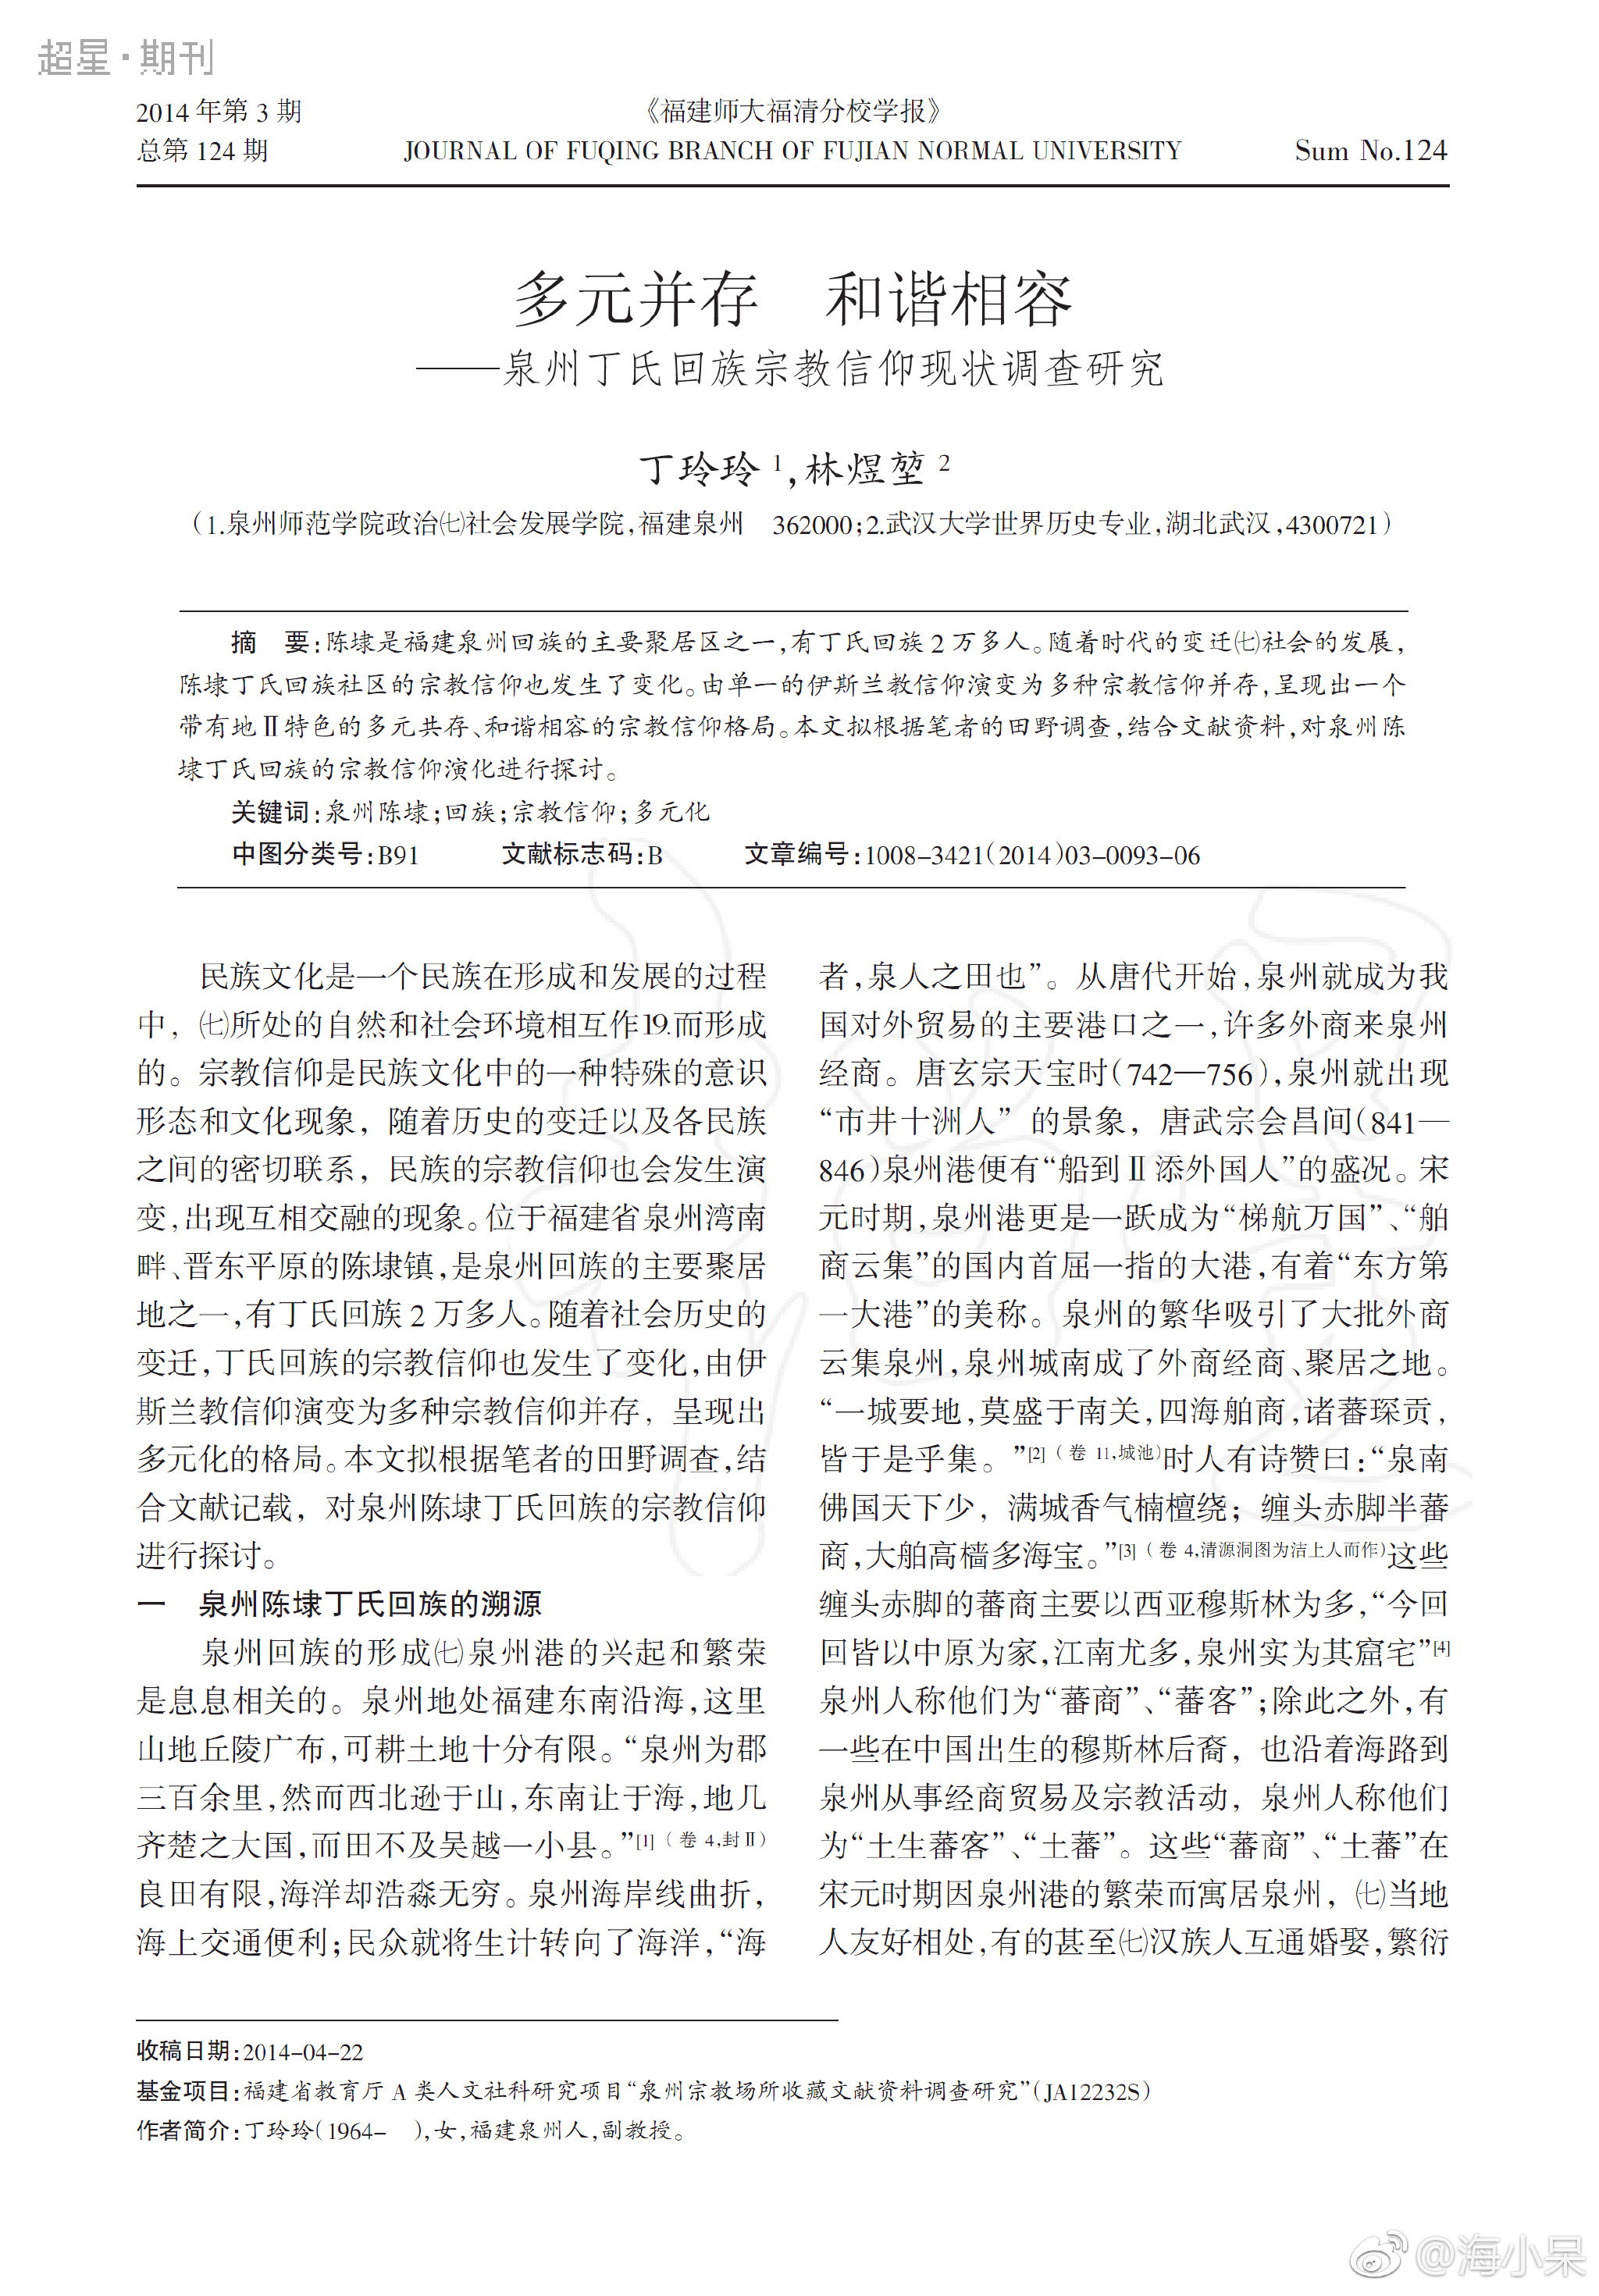 超星·期刊
2014 年第 3 期
《福建师大福清分校学报》
总第 124 期
JOURNAL OF FUQING BRANCH OF FUJIAN NORMAL UNIVERSITY
Sum No.124
多元并存　和谐相容
——泉州丁氏回族宗教信仰现状调查研究
丁玲玲 1,林煜堃 2
（1.泉州师范学院政治㈦社会发展学院,福建泉州　362000;2.武汉大学世界历史专业,湖北武汉,4300721）
摘　要:陈埭是福建泉州回族的主要聚居区之一,有丁氏回族 2 万多人。随着时代的变迁㈦社会的发展,
陈埭丁氏回族社区的宗教信仰也发生了变化。由单一的伊斯兰教信仰演变为多种宗教信仰并存,呈现出一个
带有地Ⅱ特色的多元共存、和谐相容的宗教信仰格局。本文拟根据笔者的田野调查,结合文献资料,对泉州陈
埭丁氏回族的宗教信仰演化进行探讨。
关键词:泉州陈埭;回族;宗教信仰;多元化
中图分类号:B91　　文献标志码:B　　文章编号:1008-3421(2014)03-0093-06
民族文化是一个民族在形成和发展的过程
中, ㈦所处的自然和社会环境相互作19.而形成
的。宗教信仰是民族文化中的一种特殊的意识
形态和文化现象, 随着历史的变迁以及各民族
之间的密切联系, 民族的宗教信仰也会发生演
变,出现互相交融的现象。位于福建省泉州湾南
畔、晋东平原的陈埭镇,是泉州回族的主要聚居
地之一,有丁氏回族 2 万多人。随着社会历史的
变迁,丁氏回族的宗教信仰也发生了变化,由伊
斯兰教信仰演变为多种宗教信仰并存, 呈现出
多元化的格局。本文拟根据笔者的田野调查,结
合文献记载, 对泉州陈埭丁氏回族的宗教信仰
进行探讨。
一　泉州陈埭丁氏回族的溯源
泉州回族的形成㈦泉州港的兴起和繁荣
是息息相关的。泉州地处福建东南沿海,这里
山地丘陵广布,可耕土地十分有限。“泉州为郡
三百余里,然而西北逊于山,东南让于海,地几
齐楚之大国,而田不及吴越一小县。”[1]（卷 4,封Ⅱ）
良田有限,海洋却浩淼无穷。泉州海岸线曲折,
海上交通便利;民众就将生计转向了海洋,“海
者,泉人之田也”。从唐代开始,泉州就成为我
国对外贸易的主要港口之一,许多外商来泉州
经商。唐玄宗天宝时(742—756),泉州就出现
“市井十洲人” 的景象, 唐武宗会昌间(841—
846)泉州港便有“船到Ⅱ添外国人”的盛况。宋
元时期,泉州港更是一跃成为“梯航万国”、“舶
商云集”的国内首屈一指的大港,有着“东方第
一大港”的美称。泉州的繁华吸引了大批外商
云集泉州,泉州城南成了外商经商、聚居之地。
“一城要地,莫盛于南关,四海舶商,诸蕃琛贡,
皆于是乎集。”[2]（卷 11,城池)时人有诗赞曰:“泉南
佛国天下少, 满城香气楠檀绕; 缠头赤脚半蕃
商,大舶高樯多海宝。”[3]（卷 4,清源洞图为洁上人而作)这些
缠头赤脚的蕃商主要以西亚穆斯林为多,“今回
回皆以中原为家,江南尤多,泉州实为其窟宅”[4]
泉州人称他们为“蕃商”、“蕃客”;除此之外,有
一些在中国出生的穆斯林后裔, 也沿着海路到
泉州从事经商贸易及宗教活动, 泉州人称他们
为“土生蕃客”、“土蕃”。这些“蕃商”、“土蕃”在
宋元时期因泉州港的繁荣而寓居泉州, ㈦当地
人友好相处,有的甚至㈦汉族人互通婚娶,繁衍
收稿日期:2014-04-22
基金项目:福建省教育厅 A 类人文社科研究项目“泉州宗教场所收藏文献资料调查研究”(JA12232S)
作者简介:丁玲玲(1964-　),女,福建泉州人,副教授。
@海小呆